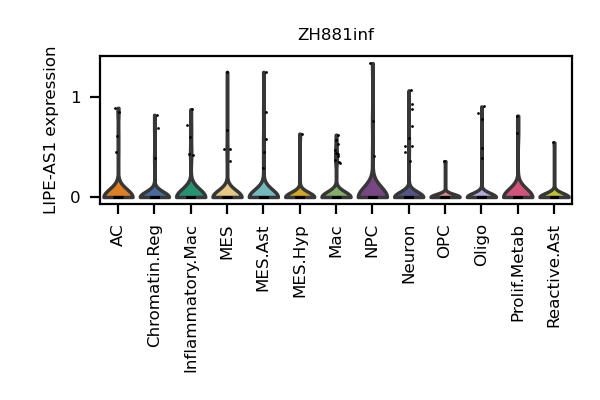 ZH881inf
LIPE-AS1 expression
1
0
AC
Chromatin.Reg
Inflammatory.Mac
MES
MES.Ast
MES.Hyp
Mac
NPC
Neuron
OPC
Oligo
Prolif.Metab
Reactive.Ast